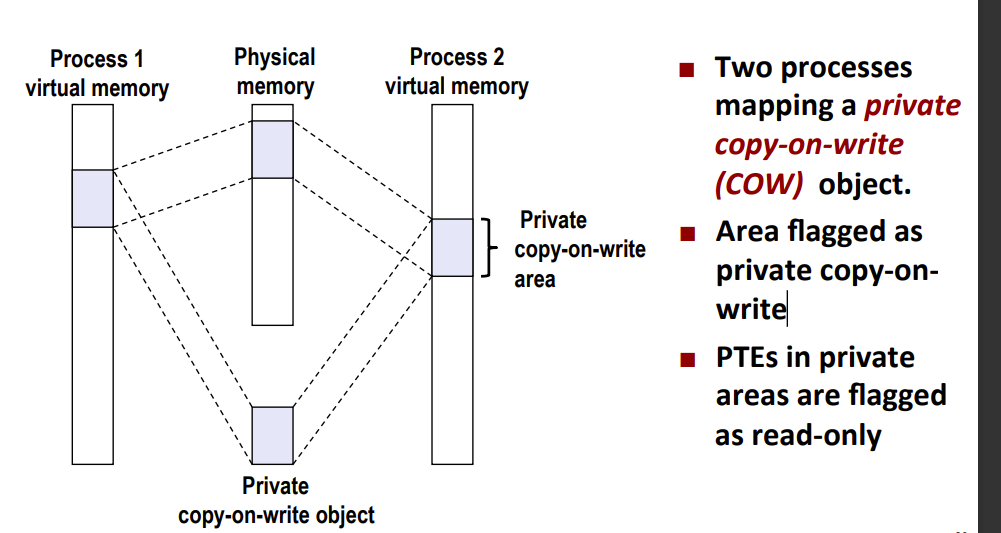 Process 1
virtual memory
Physical
memory
Process 2
virtual memory
Private
copy-on-write
area
Private
copy-on-write object
■ Two processes
mapping a private
copy-on-write
(COW) object.
■ Area flagged as
private copy-on-
write
■ PTEs in private
areas are flagged
as read-only